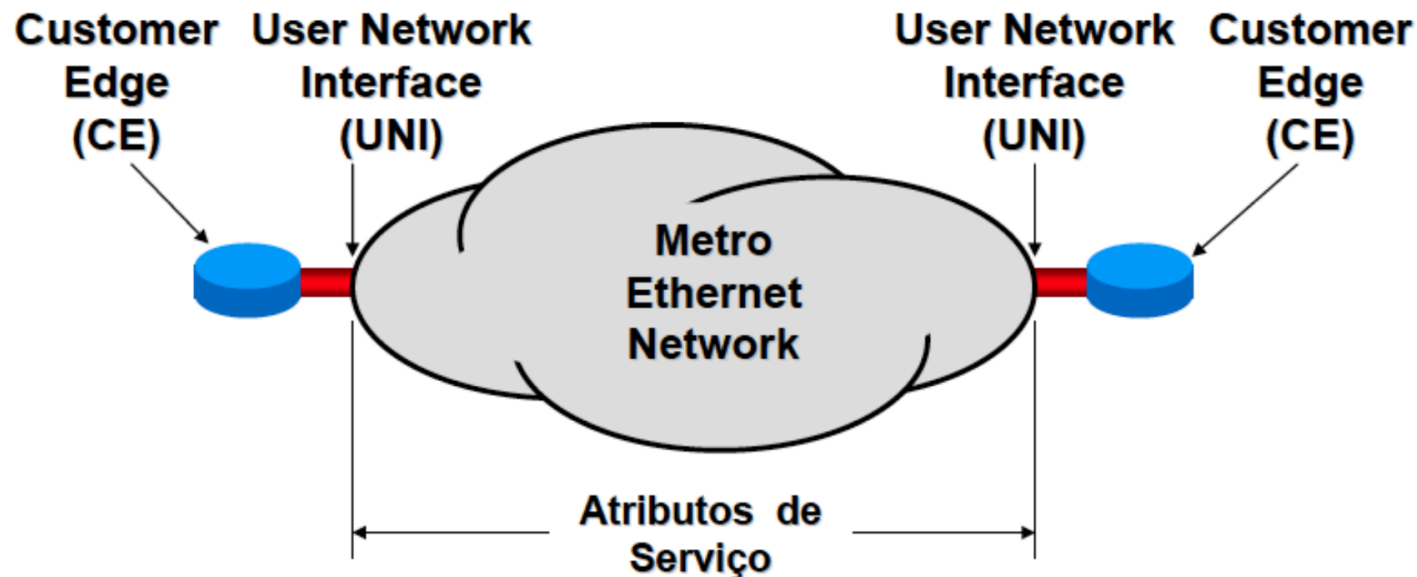 Customer
Edge
(CE)
User Network
Interface
(UNI)
User Network
Interface
(UNI)
Customer
Edge
(CE)
Metro
Ethernet
Network
Atributos de
Serviço